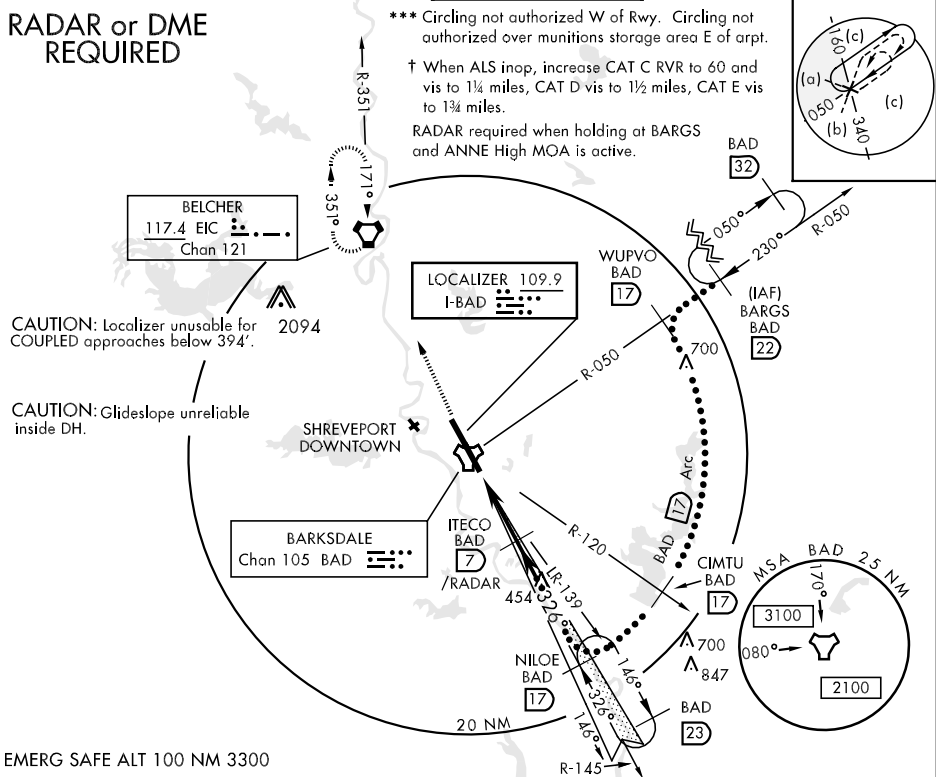 RADAR or DME
REQUIRED
*** Circling not authorized W of Rwy. Circling not
authorized over munitions storage area E of arpt.
† When ALS inop, increase CAT C RVR to 60 and
vis to 1¼ miles, CAT D vis to 1½ miles, CAT E vis
to 1¾ miles.
RADAR required when holding at BARGS
and ANNE High MOA is active.
160
(c)
(a)
050
(b)
340
(c)
R-351
171°
351°
BELCHER
117.4 EIC
Chan 121
2094
CAUTION: Localizer unusable for
COUPLED approaches below 394'.
CAUTION: Glideslope unreliable
inside DH.
LOCALIZER 109.9
I-BAD
BAD
32
050°
230°
R-050
WUPVO
BAD
17
(IAF)
BARGS
BAD
22
R-050
700
SHREVEPORT
DOWNTOWN
BAD 17 Arc
BARKSDALE
Chan 105 BAD
ITECO
BAD
7
/RADAR
LR-139
R-120
454
326°
CIMTU
BAD
17
700
847
NILOE
BAD
17
146°
326°
146°
BAD
23
R-145
20 NM
MSA BAD 25 NM
170°
3100
080°
2100
EMERG SAFE ALT 100 NM 3300